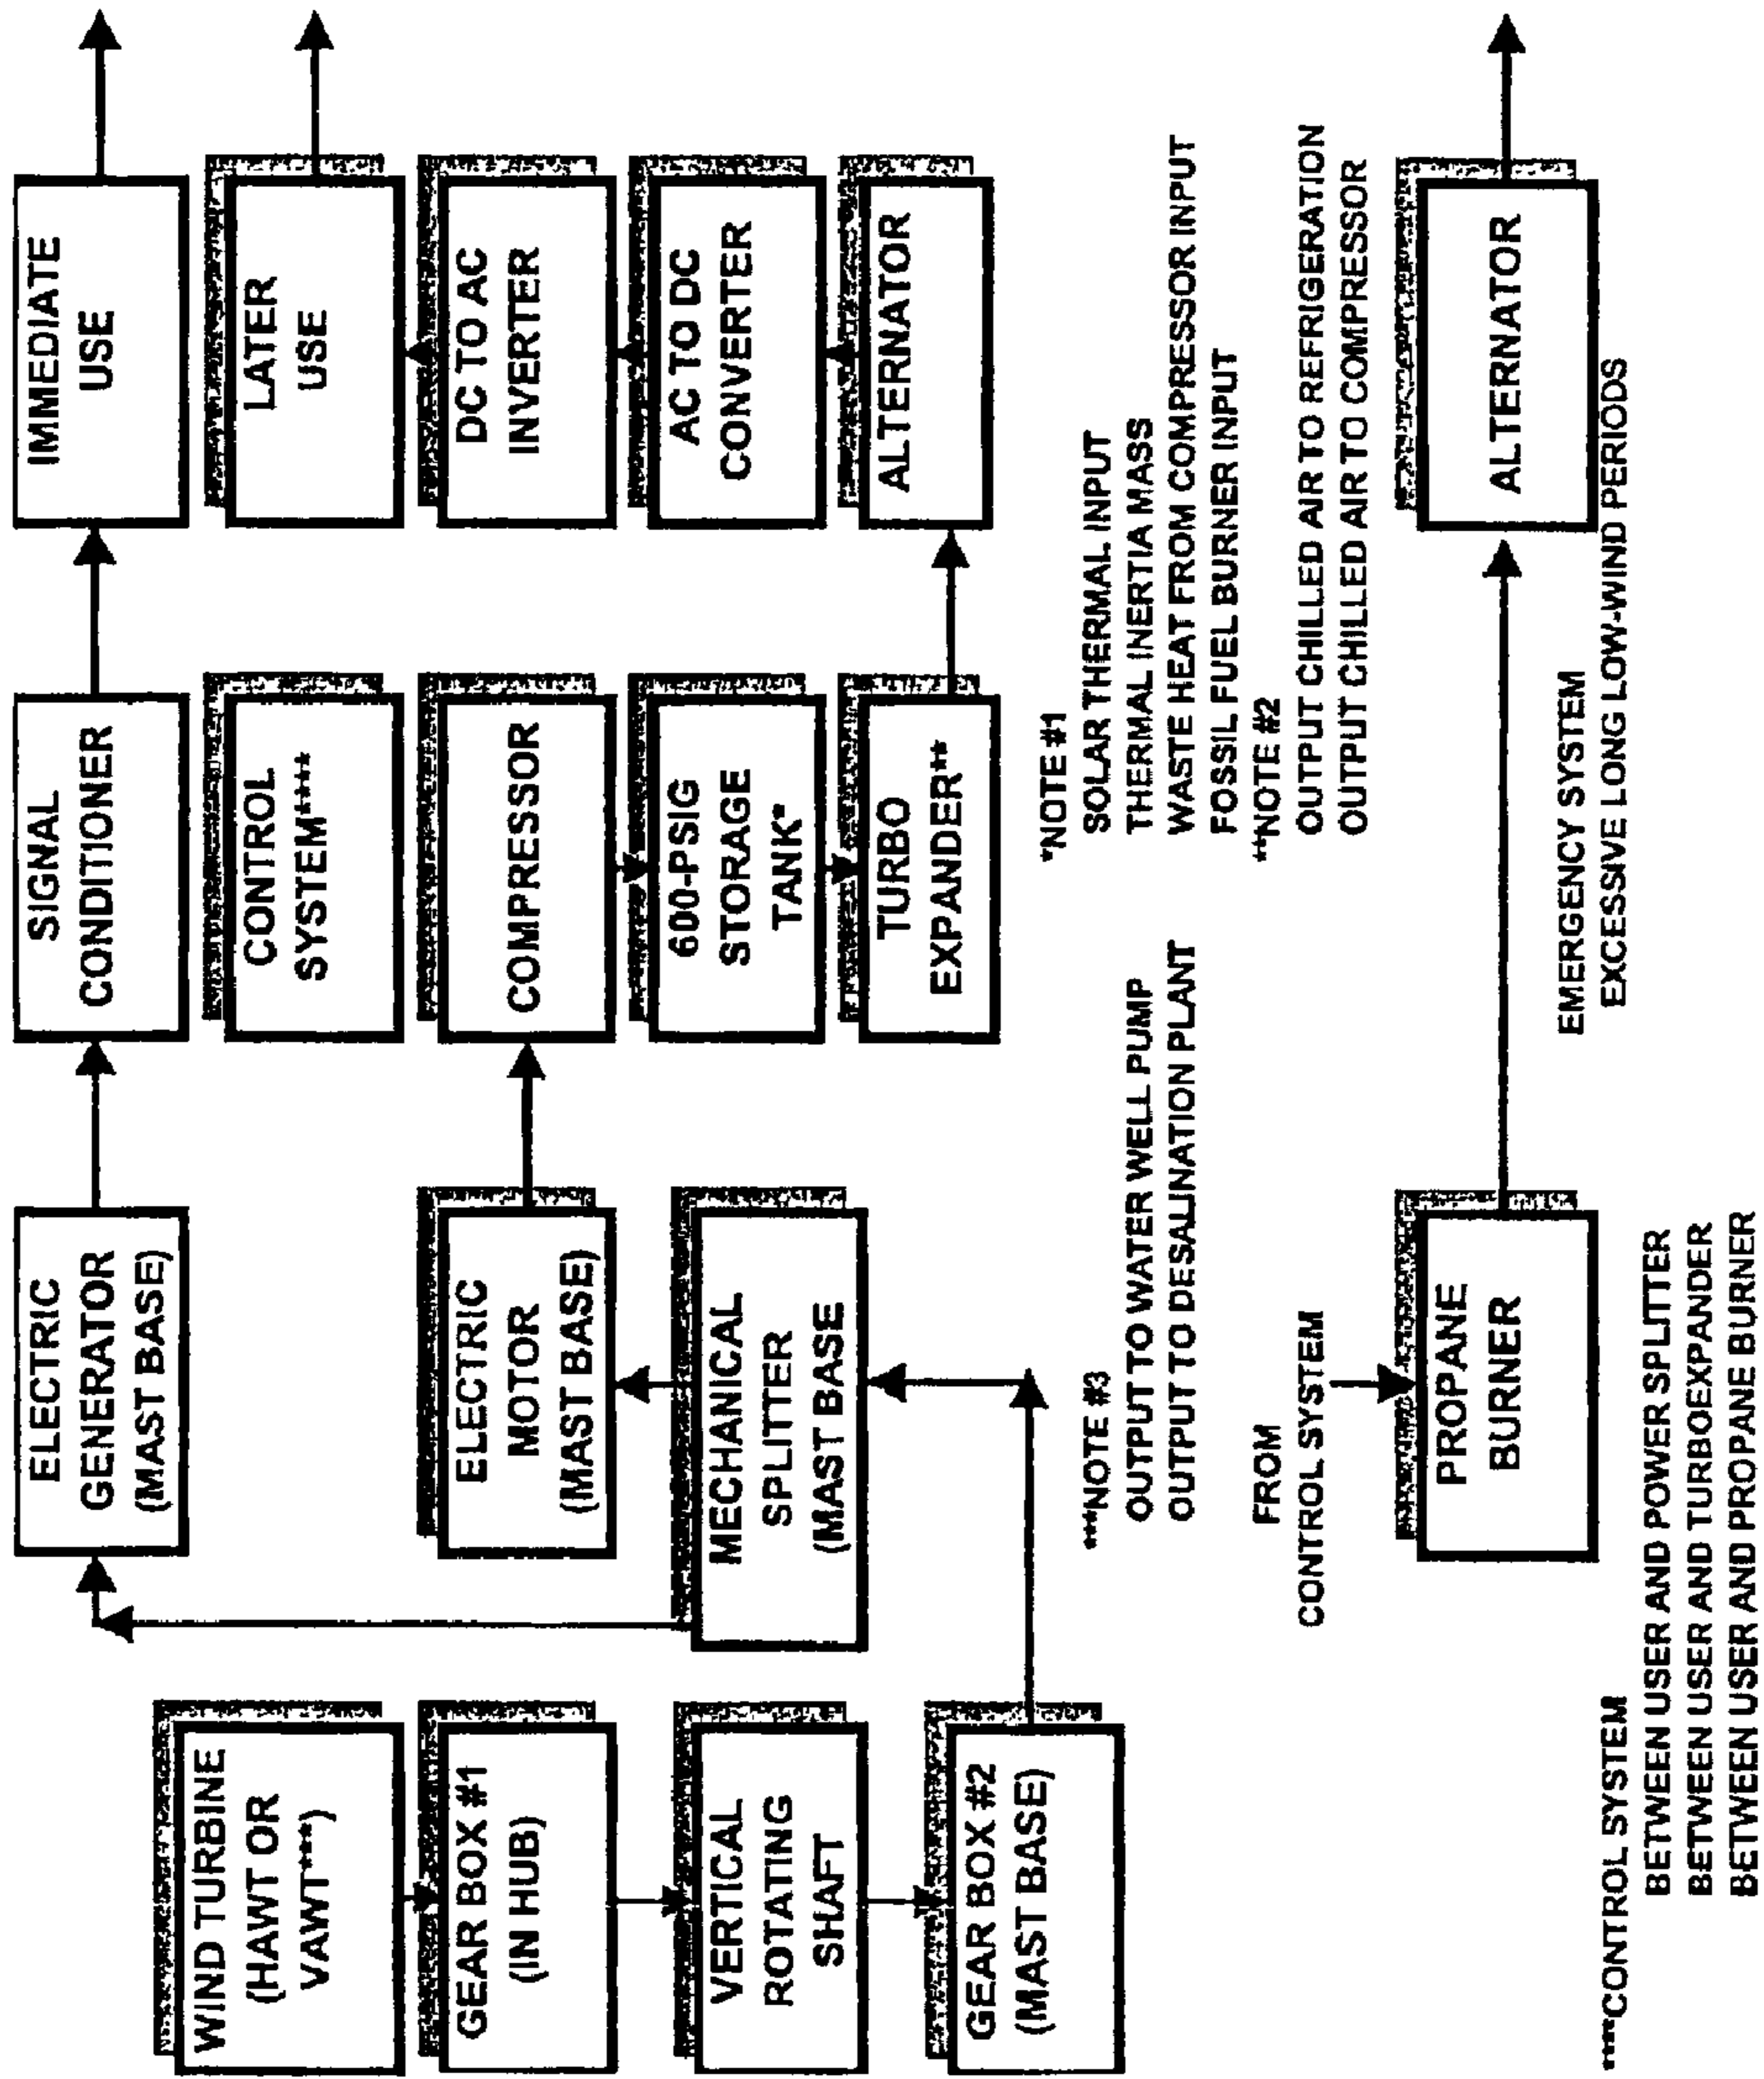 WIND TURBINE
(HAWT OR
VAWT***)
GEAR BOX #1
(IN HUB)
VERTICAL
ROTATING
SHAFT
GEAR BOX #2
(MAST BASE)
ELECTRIC
GENERATOR
(MAST BASE)
ELECTRIC
MOTOR
(MAST BASE)
MECHANICAL
SPLITTER
(MAST BASE)
SIGNAL
CONDITIONER
CONTROL
SYSTEM****
COMPRESSOR
600-PSIG
STORAGE
TANK*
TURBO
EXPANDER**
IMMEDIATE
USE
LATER
USE
DC TO AC
INVERTER
AC TO DC
CONVERTER
ALTERNATOR
*NOTE #1
SOLAR THERMAL INPUT
THERMAL INERTIA MASS
WASTE HEAT FROM COMPRESSOR INPUT
FOSSIL FUEL BURNER INPUT
**NOTE #2
OUTPUT CHILLED AIR TO REFRIGERATION
OUTPUT CHILLED AIR TO COMPRESSOR
***NOTE #3
OUTPUT TO WATER WELL PUMP
OUTPUT TO DESALINATION PLANT
FROM
CONTROL SYSTEM
PROPANE
BURNER
ALTERNATOR
EMERGENCY SYSTEM
EXCESSIVE LONG LOW-WIND PERIODS
****CONTROL SYSTEM
BETWEEN USER AND POWER SPLITTER
BETWEEN USER AND TURBOEXPANDER
BETWEEN USER AND PROPANE BURNER